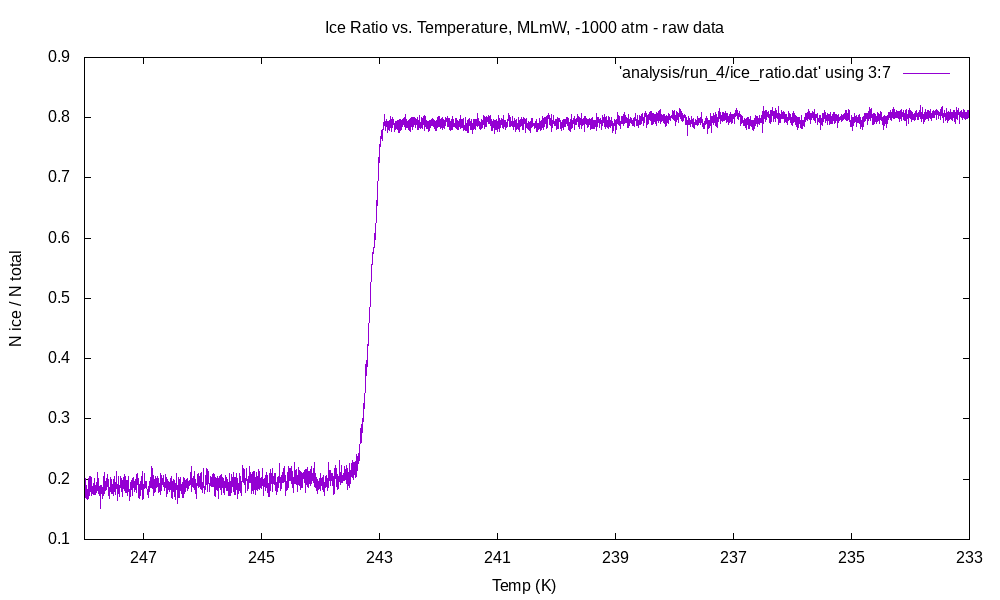 Ice Ratio vs. Temperature, MLmW, -1000 atm - raw data
'analysis/run_4/ice_ratio.dat' using 3:7
N ice / N total
0.9
0.8
0.7
0.6
0.5
0.4
0.3
0.2
0.1
247 245 243 241 239 237 235 233
Temp (K)